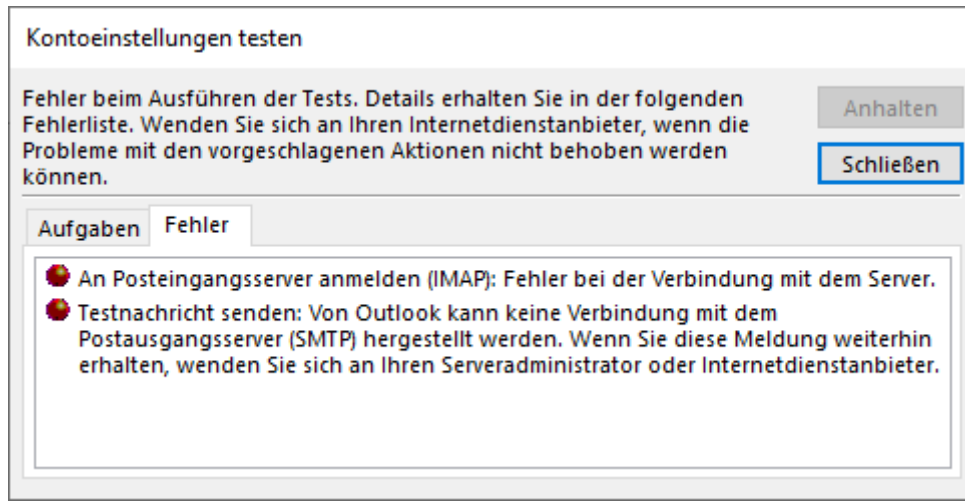 Kontoeinstellungen testen
Fehler beim Ausführen der Tests. Details erhalten Sie in der folgenden
Fehlerliste. Wenden Sie sich an Ihren Internetdienstanbieter, wenn die
Probleme mit den vorgeschlagenen Aktionen nicht behoben werden
können.
Anhalten
Schließen
Aufgaben
Fehler
An Posteingangsserver anmelden (IMAP): Fehler bei der Verbindung mit dem Server.
Testnachricht senden: Von Outlook kann keine Verbindung mit dem
Postausgangsserver (SMTP) hergestellt werden. Wenn Sie diese Meldung weiterhin
erhalten, wenden Sie sich an Ihren Serveradministrator oder Internetdienstanbieter.